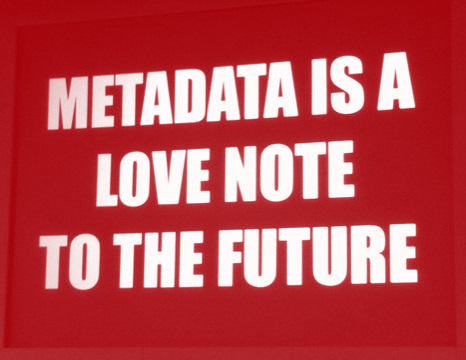 METADATA IS A
LOVE NOTE
TO THE FUTURE